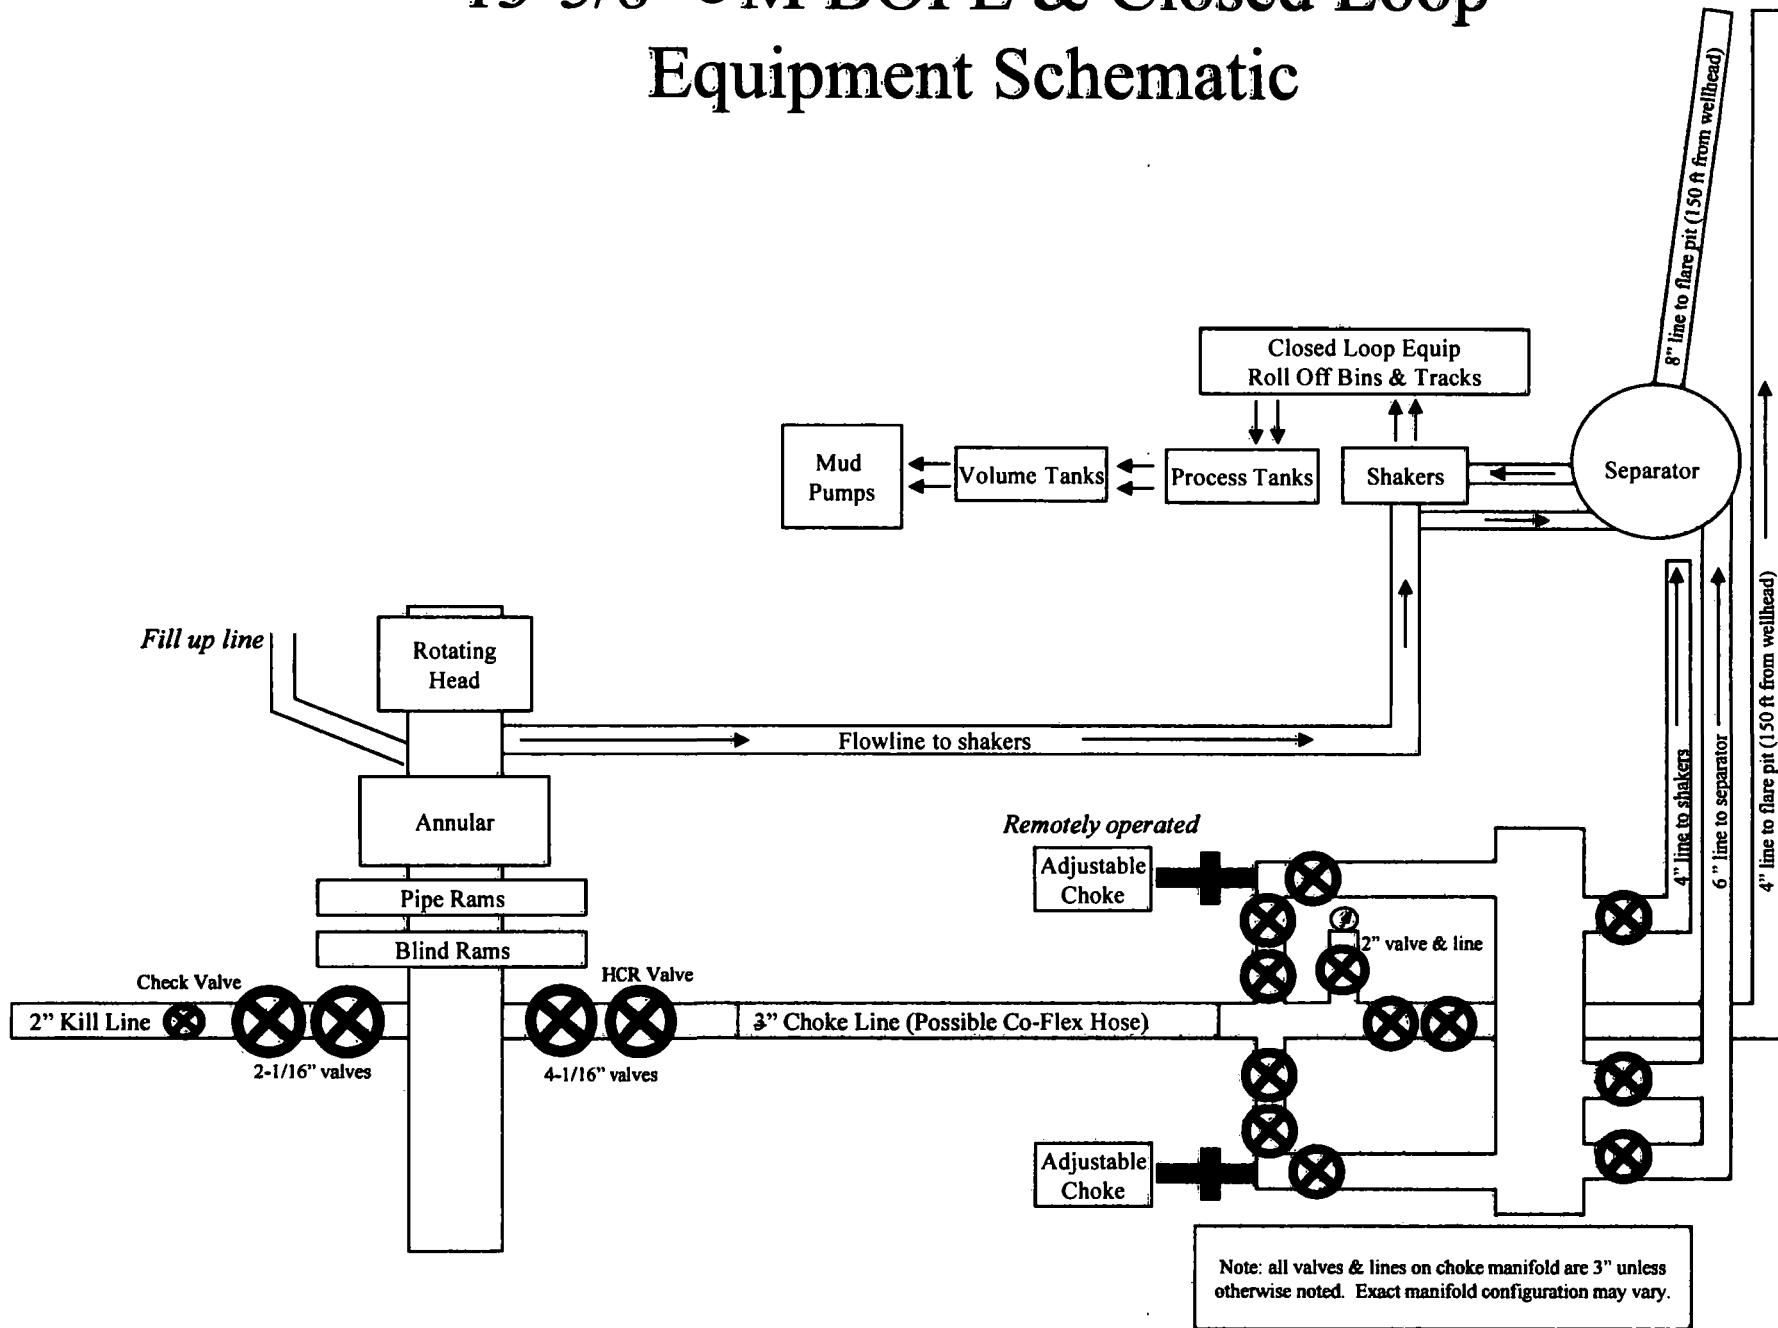 BOPE & Closed Loop
Equipment Schematic
8” line to flare pit (150 ft from wellhead)
4” line to flare pit (150 ft from wellhead)
Closed Loop Equip
Roll Off Bins & Tracks
Mud
Pumps
Volume Tanks
Process Tanks
Shakers
Separator
Fill up line
Rotating
Head
Flowline to shakers
4” line to shakers
6” line to separator
Annular
Remotely operated
Adjustable
Choke
Pipe Rams
Blind Rams
2” valve & line
Check Valve
HCR Valve
2” Kill Line
3” Choke Line (Possible Co-Flex Hose)
2-1/16” valves
4-1/16” valves
Adjustable
Choke
Note: all valves & lines on choke manifold are 3” unless
otherwise noted. Exact manifold configuration may vary.